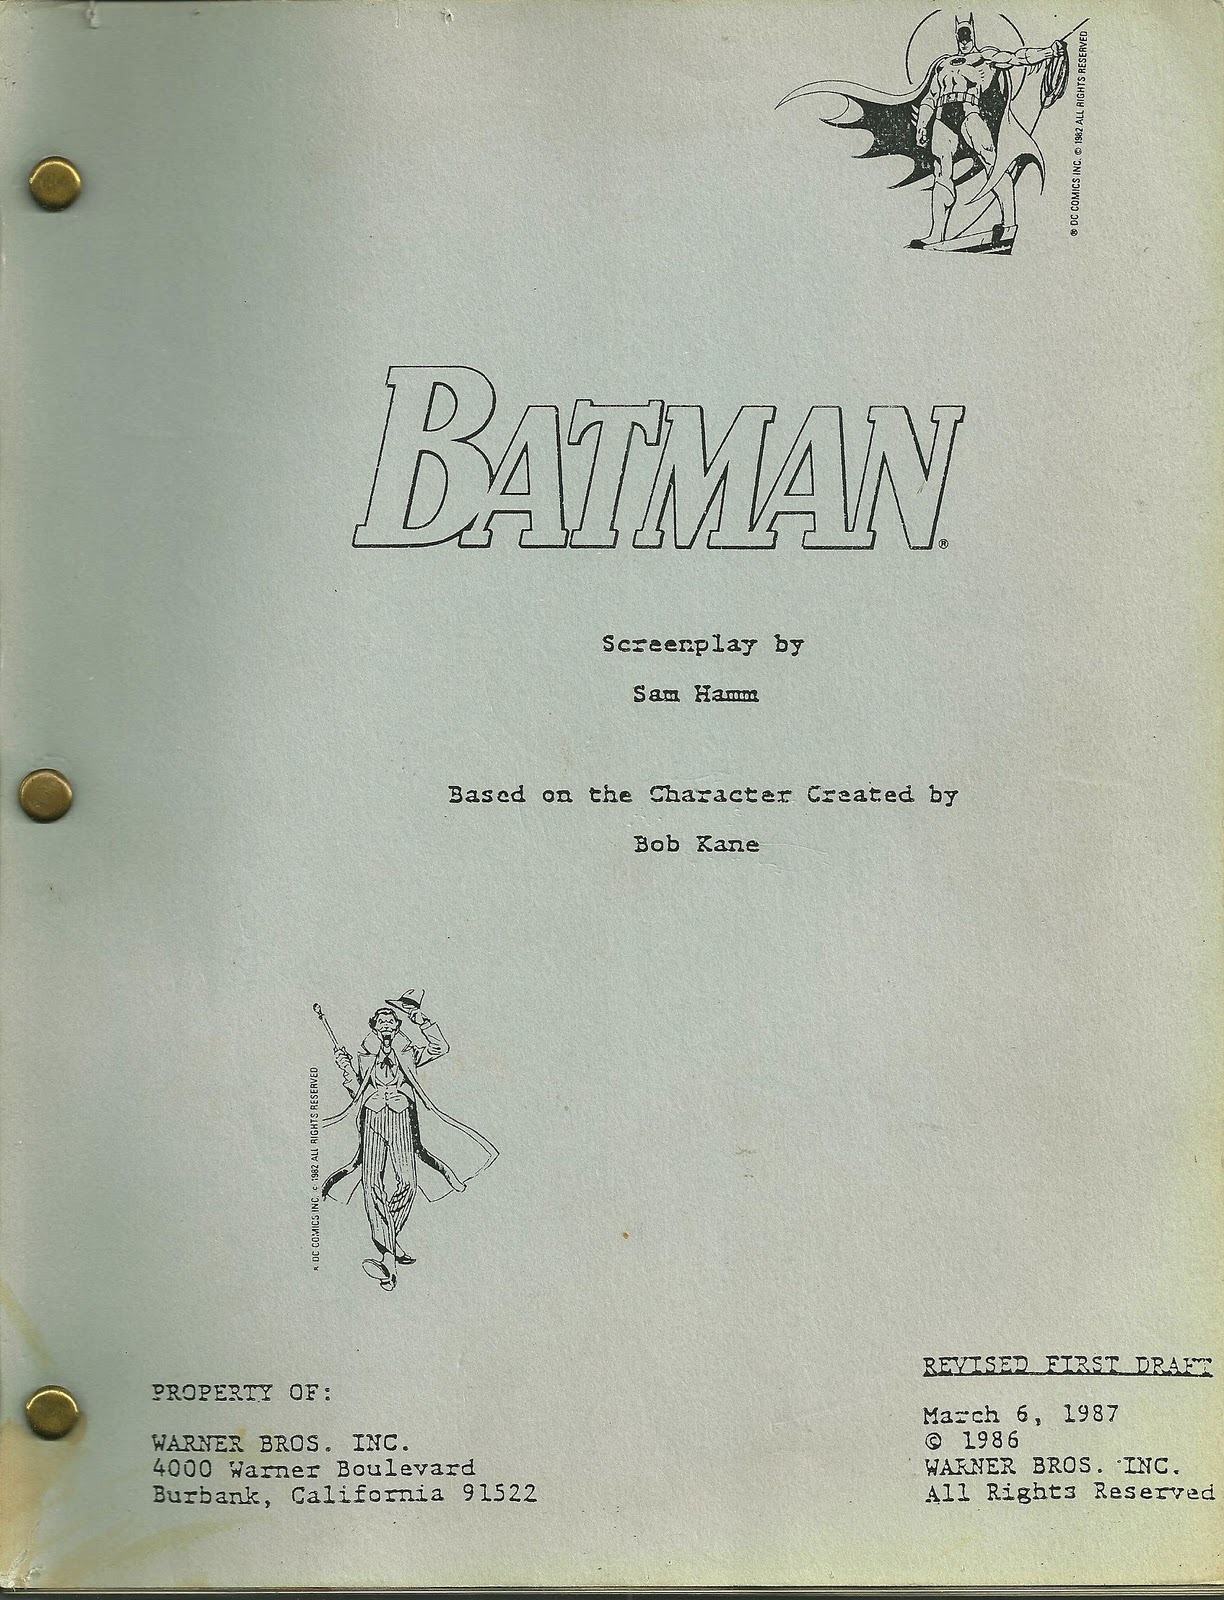 ® DC COMICS INC. © 1982 ALL RIGHTS RESERVED
BATMAN®
Screenplay by
Sam Hamm
Based on the Character Created by
Bob Kane
® DC COMICS INC. © 1982 ALL RIGHTS RESERVED
PROPERTY OF:
WARNER BROS. INC.
4000 Warner Boulevard
Burbank, California 91522
REVISED FIRST DRAFT
March 6, 1987
© 1986
WARNER BROS. INC.
All Rights Reserved